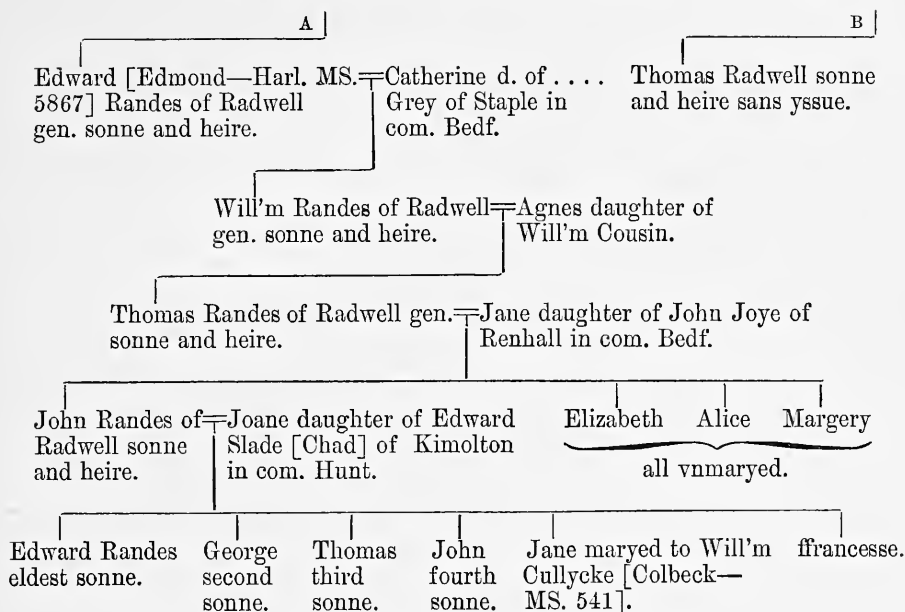 A
B
Edward [Edmond—Harl. MS. 5867] Randes of Radwell gen. sonne and heire.
Catherine d. of . . . . Grey of Staple in com. Bedf.
Thomas Radwell sonne and heire sans yssue.
Will'm Randes of Radwell gen. sonne and heire.
Agnes daughter of Will'm Cousin.
Thomas Randes of Radwell gen. sonne and heire.
Jane daughter of John Joye of Renhall in com. Bedf.
John Randes of Radwell sonne and heire.
Joane daughter of Edward Slade [Chad] of Kimolton in com. Hunt.
Elizabeth Alice Margery
all vnmaryed.
Edward Randes eldest sonne.
George second sonne.
Thomas third sonne.
John fourth sonne.
Jane maryed to Will'm Cullycke [Colbeck—MS. 541].
ffrancesse.